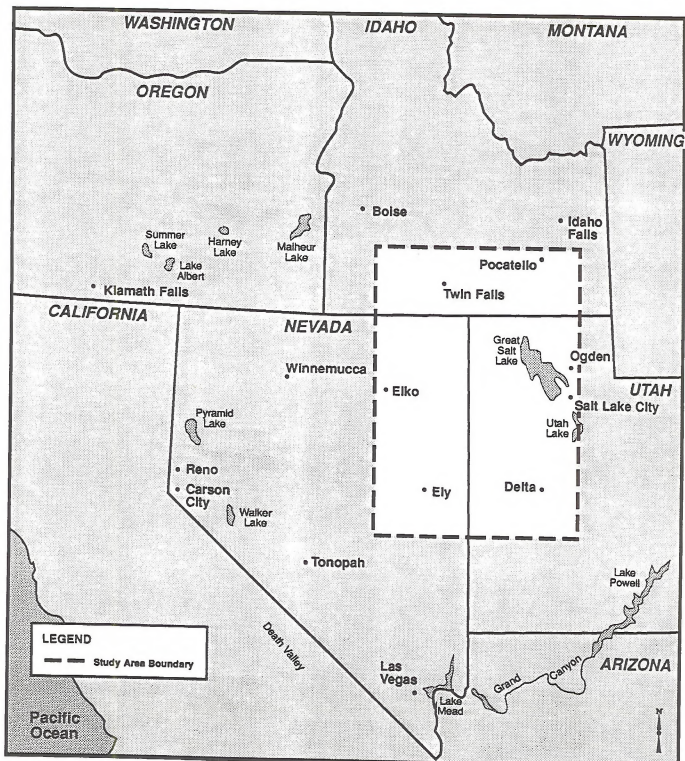 WASHINGTON
IDAHO
MONTANA
OREGON
WYOMING
Boise
Idaho
Falls
Summer
Lake
Harney
Lake
Malheur
Lake
Lake
Albert
Pocatello
Klamath Falls
Twin Falls
CALIFORNIA
NEVADA
Great
Salt
Lake
Ogden
Winnemucca
UTAH
Elko
Salt Lake City
Pyramid
Lake
Utah
Lake
Reno
Carson
City
Ely
Delta
Walker
Lake
Tonopah
Lake
Powell
LEGEND
Study Area Boundary
Death Valley
Las
Vegas
Lake
Mead
Grand
Canyon
ARIZONA
Pacific
Ocean
N